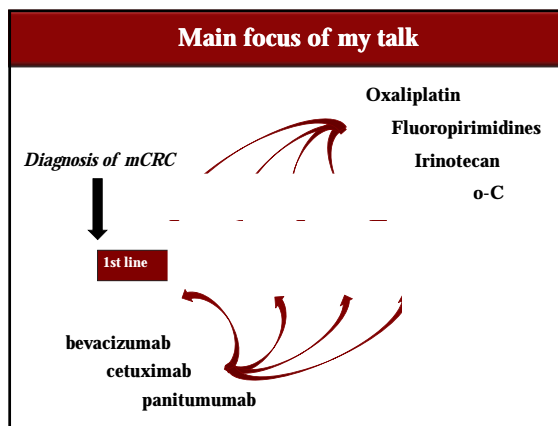 Main focus of my talk
Oxaliplatin
Fluoropirimidines
Irinotecan
o-C
Diagnosis of mCRC
1st line
bevacizumab
cetuximab
panitumumab